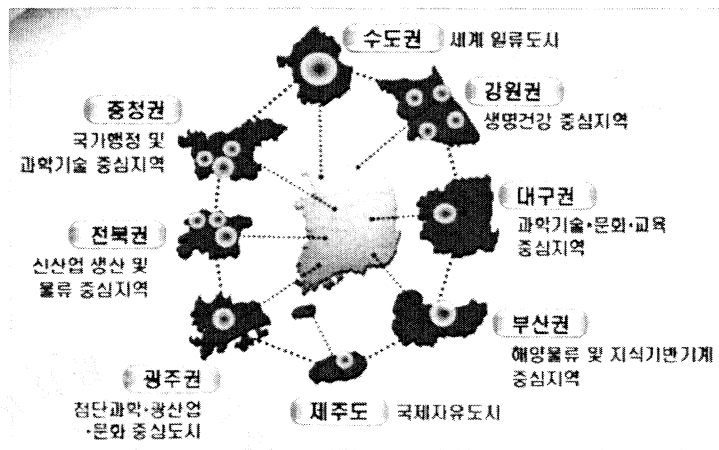 수도권 세계 일류도시
강원권
생명건강 중심지역
충청권
국가행정 및
과학기술 중심지역
대구권
과학기술·문화·교육
중심지역
전북권
신산업 생산 및
물류 중심지역
부산권
해양물류 및 지식기반기계
중심지역
광주권
첨단과학·광산업
·문화 중심도시
제주도 국제자유도시